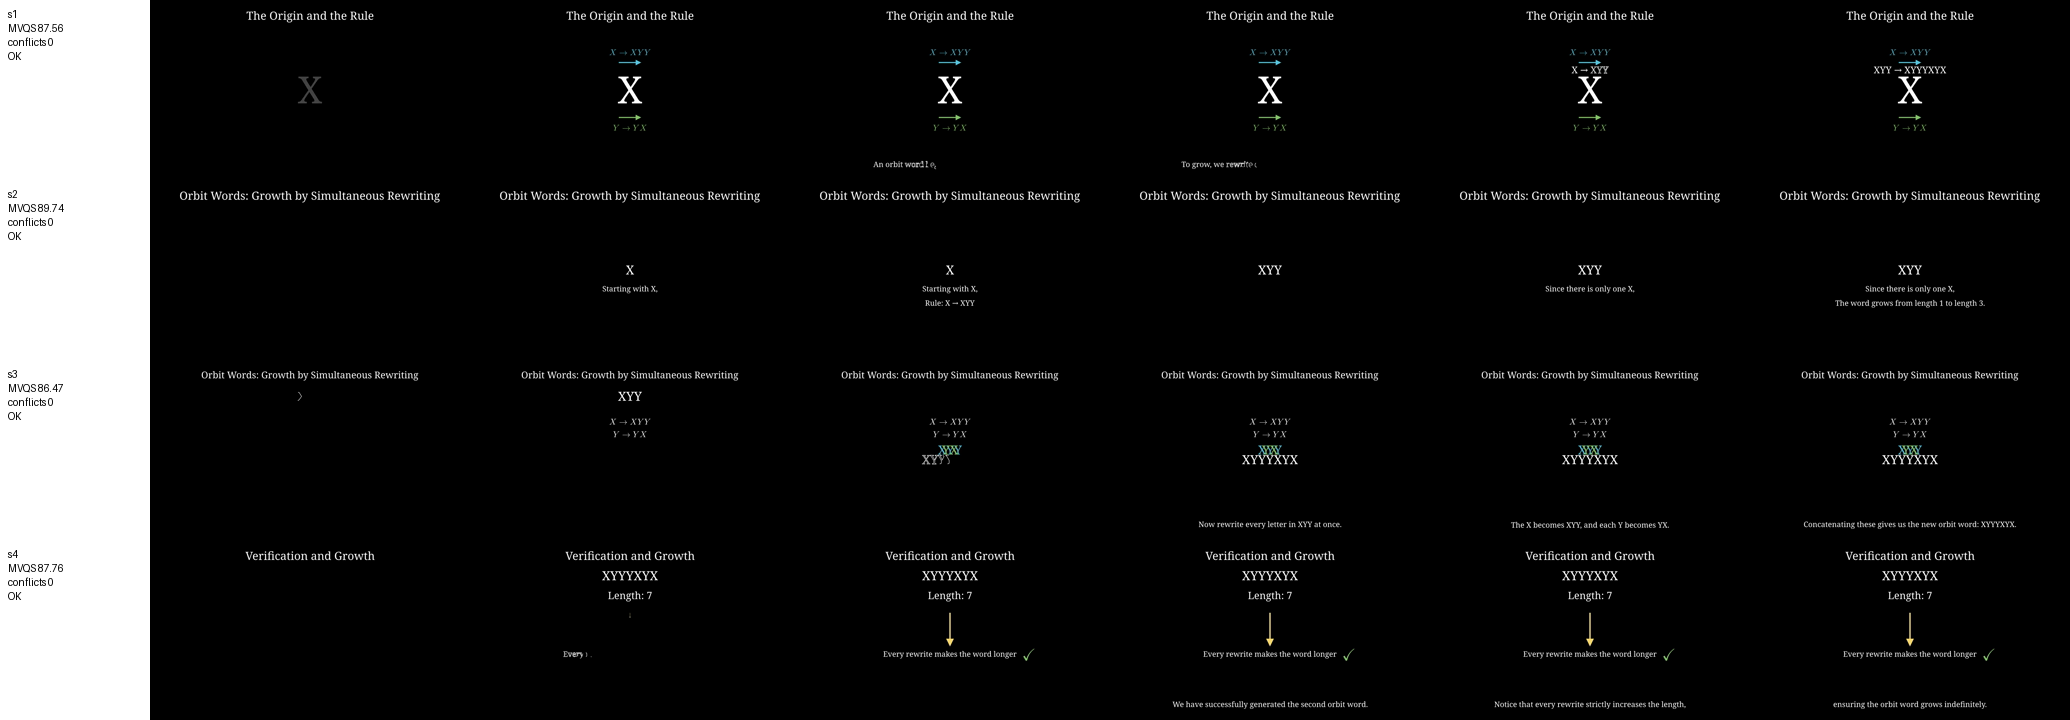 s1
MVQS87.56
conflicts0
OK
The Origin and the Rule
The Origin and the Rule
The Origin and the Rule
The Origin and the Rule
The Origin and the Rule
The Origin and the Rule
X
X → XYY
X
Y → YX
X → XYY
X
Y → YX
An orbit
X → XYY
X
Y → YX
To grow, we rewrite
X → XYY
X → XYY
X
Y → YX
X → XYY
XYY → XYYYXYX
X
Y → YX
s2
MVQS89.74
conflicts0
OK
Orbit Words: Growth by Simultaneous Rewriting
Orbit Words: Growth by Simultaneous Rewriting
Orbit Words: Growth by Simultaneous Rewriting
Orbit Words: Growth by Simultaneous Rewriting
Orbit Words: Growth by Simultaneous Rewriting
Orbit Words: Growth by Simultaneous Rewriting
X
Starting with X,
X
Starting with X,
Rule: X → XYY
XYY
XYY
Since there is only one X,
XYY
Since there is only one X,
The word grows from length 1 to length 3.
s3
MVQS86.47
conflicts0
OK
Orbit Words: Growth by Simultaneous Rewriting
Orbit Words: Growth by Simultaneous Rewriting
Orbit Words: Growth by Simultaneous Rewriting
Orbit Words: Growth by Simultaneous Rewriting
Orbit Words: Growth by Simultaneous Rewriting
Orbit Words: Growth by Simultaneous Rewriting
XYY
X → XYY
Y → YX
X → XYY
Y → YX
X → XYY
Y → YX
XYYYXYX
Now rewrite every letter in XYY at once.
X → XYY
Y → YX
XYYYXYX
The X becomes XYY, and each Y becomes YX.
X → XYY
Y → YX
XYYYXYX
Concatenating these gives us the new orbit word: XYYYXYX.
s4
MVQS87.76
conflicts0
OK
Verification and Growth
Verification and Growth
Verification and Growth
Verification and Growth
Verification and Growth
Verification and Growth
XYYYXYX
Length: 7
Every
XYYYXYX
Length: 7
Every rewrite makes the word longer ✓
XYYYXYX
Length: 7
Every rewrite makes the word longer ✓
We have successfully generated the second orbit word.
XYYYXYX
Length: 7
Every rewrite makes the word longer ✓
Notice that every rewrite strictly increases the length,
XYYYXYX
Length: 7
Every rewrite makes the word longer ✓
ensuring the orbit word grows indefinitely.